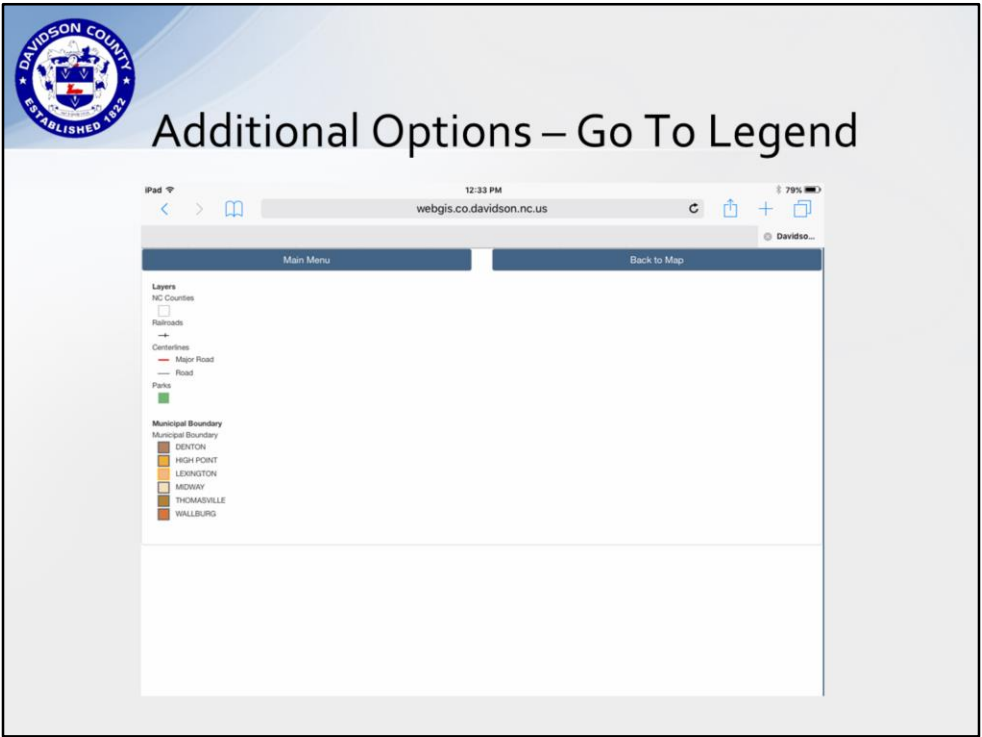 DAVIDSON COUNTY
ESTABLISHED 1822
Additional Options – Go To Legend
iPad 12:33 PM 79%
webgis.co.davidson.nc.us
Davidso...
Main Menu Back to Map
Layers
NC Counties
Railroads
Centerlines
Major Road
Road
Parks
Municipal Boundary
Municipal Boundary
DENTON
HIGH POINT
LEXINGTON
MIDWAY
THOMASVILLE
WALLBURG